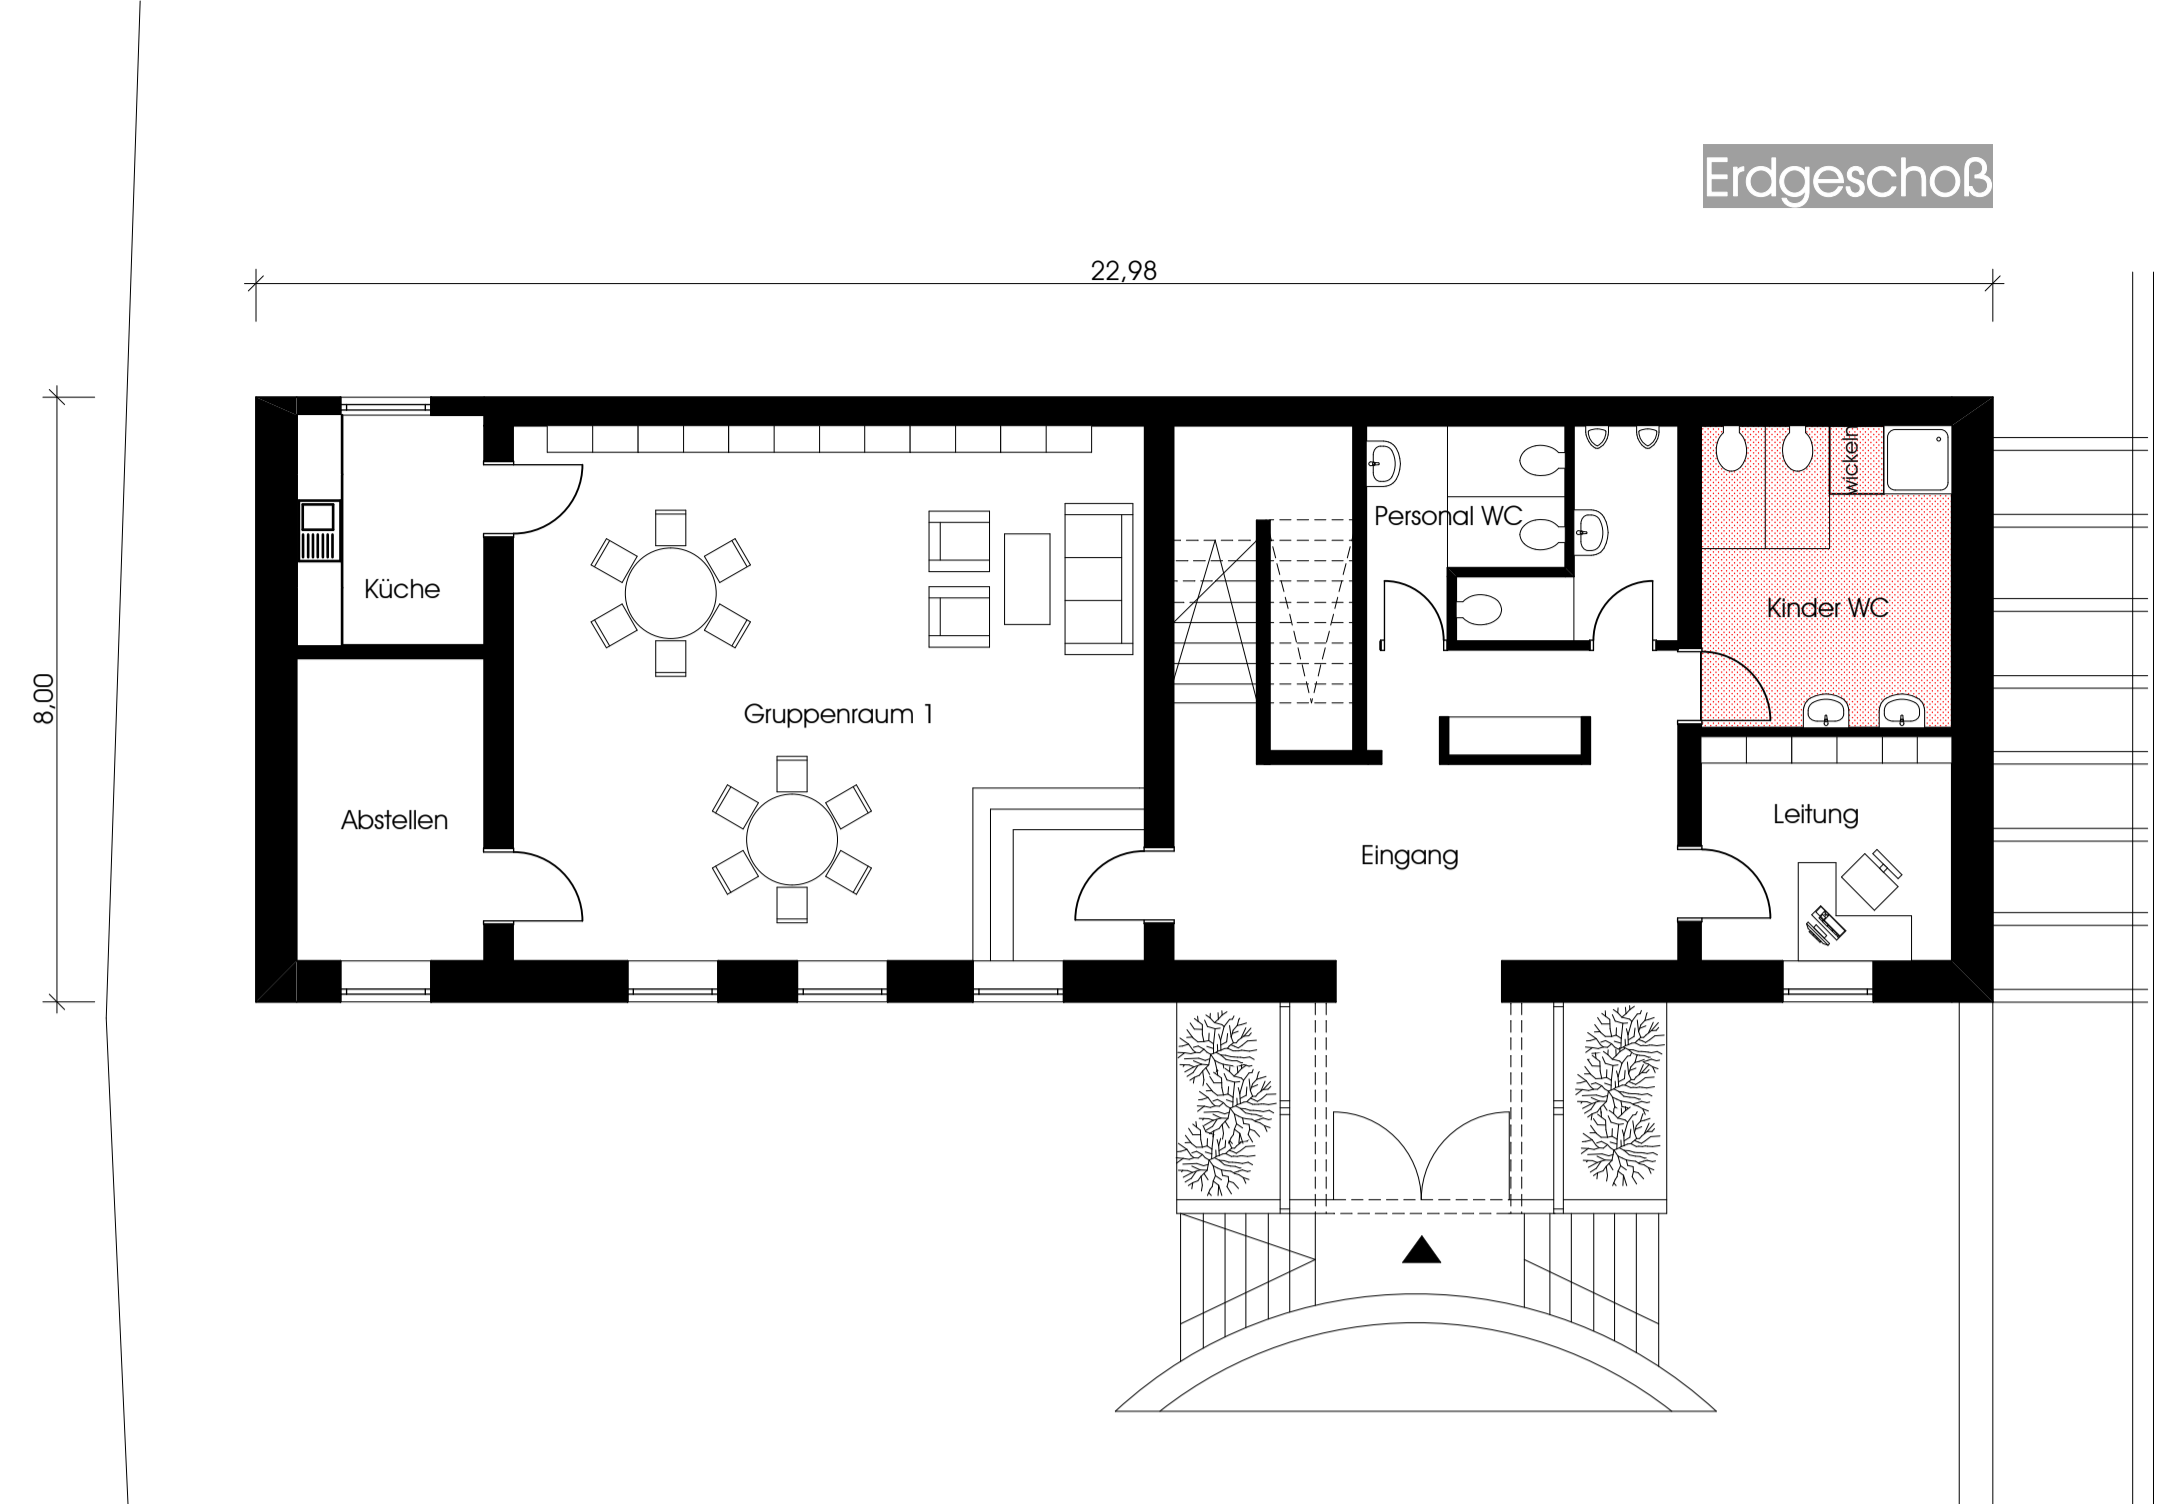 Erdgeschoß
22,98
8,00
wickeln
Personal WC
Küche
Kinder WC
Gruppenraum 1
Abstellen
Leitung
Eingang